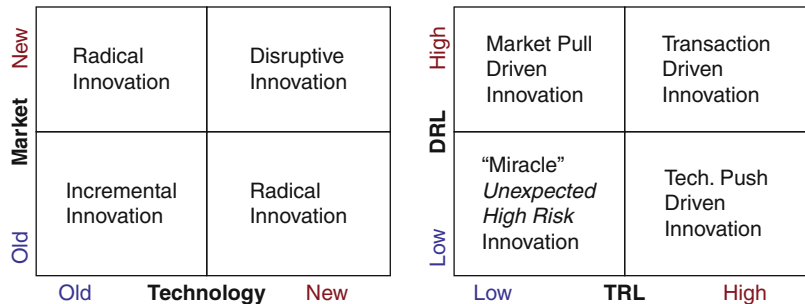 New
Market
Old
Radical
Innovation
Disruptive
Innovation
Incremental
Innovation
Radical
Innovation
Old Technology New
High
DRL
Low
Market Pull
Driven
Innovation
Transaction
Driven
Innovation
“Miracle”
Unexpected
High Risk
Innovation
Tech. Push
Driven
Innovation
Low TRL High